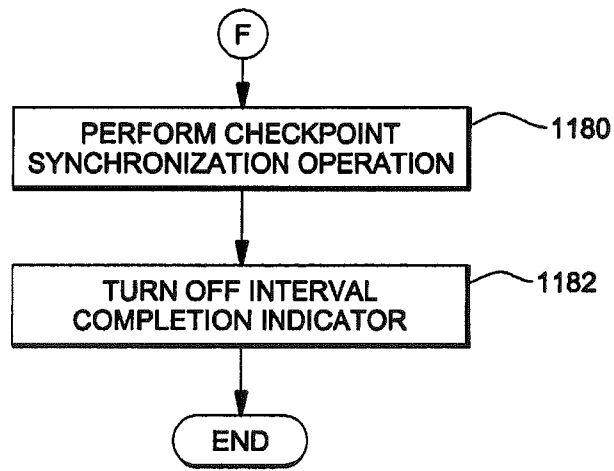 F
PERFORM CHECKPOINT
SYNCHRONIZATION OPERATION
1180
TURN OFF INTERVAL
COMPLETION INDICATOR
1182
END